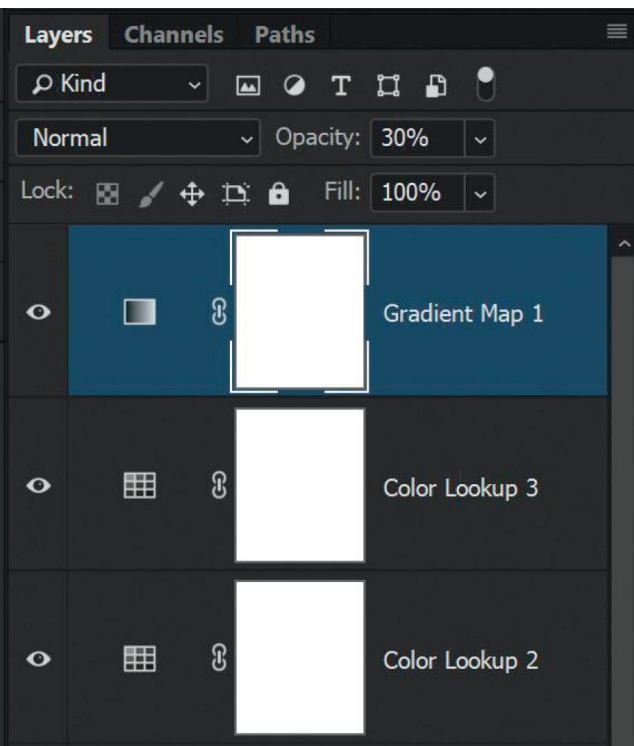 Layers Channels Paths
Kind T
Normal Opacity: 30%
Lock: Fill: 100%
Gradient Map 1
Color Lookup 3
Color Lookup 2